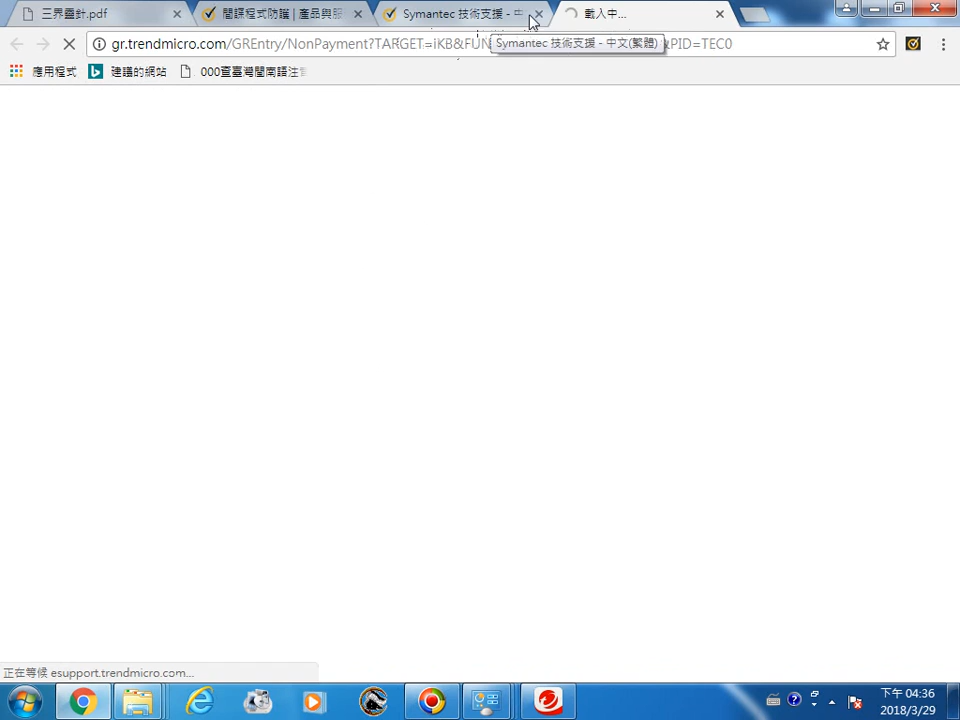 三界靈針.pdf
間諜程式防護 | 產品與服
Symantec 技術支援 - 中
載入中...
gr.trendmicro.com/GREntry/NonPayment?TARGET=iKB&FUN
&PID=TEC0
Symantec 技術支援 - 中文(繁體)
應用程式
建議的網站
000查臺灣閩南語注音
正在等候 esupport.trendmicro.com...
下午 04:36
2018/3/29